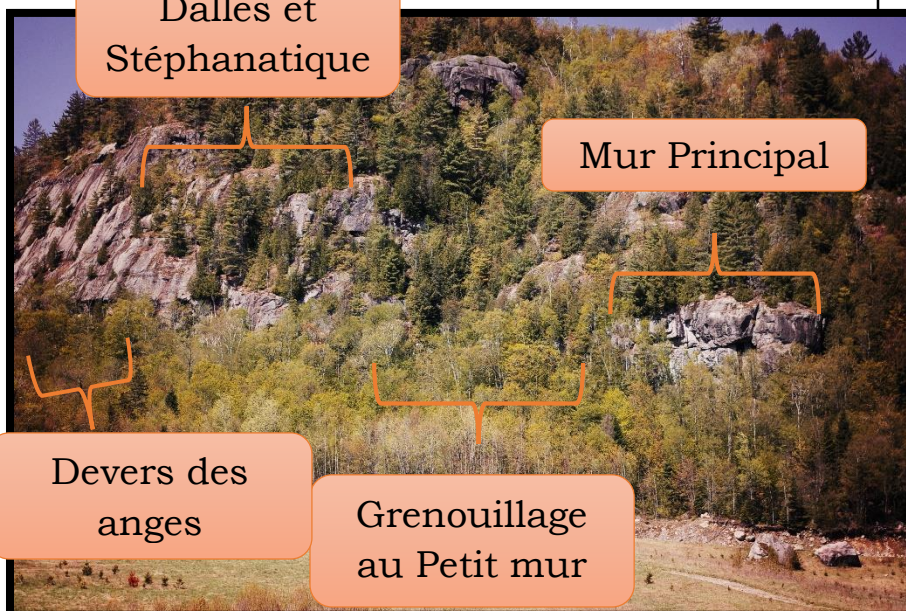 Dalles et
Stéphanatique
Mur Principal
Devers des
anges
Grenouillage
au Petit mur